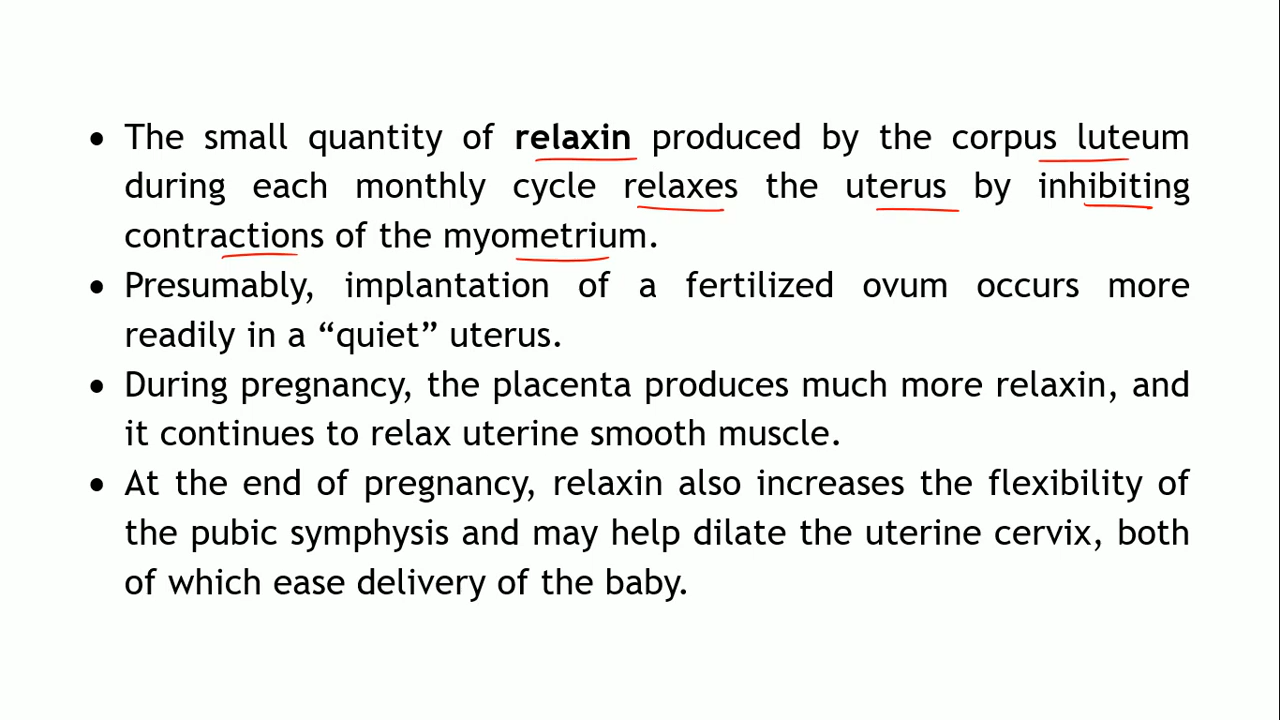 • The small quantity of relaxin produced by the corpus luteum
during each monthly cycle relaxes the uterus by inhibiting
contractions of the myometrium.
• Presumably, implantation of a fertilized ovum occurs more
readily in a “quiet” uterus.
• During pregnancy, the placenta produces much more relaxin, and
it continues to relax uterine smooth muscle.
• At the end of pregnancy, relaxin also increases the flexibility of
the pubic symphysis and may help dilate the uterine cervix, both
of which ease delivery of the baby.